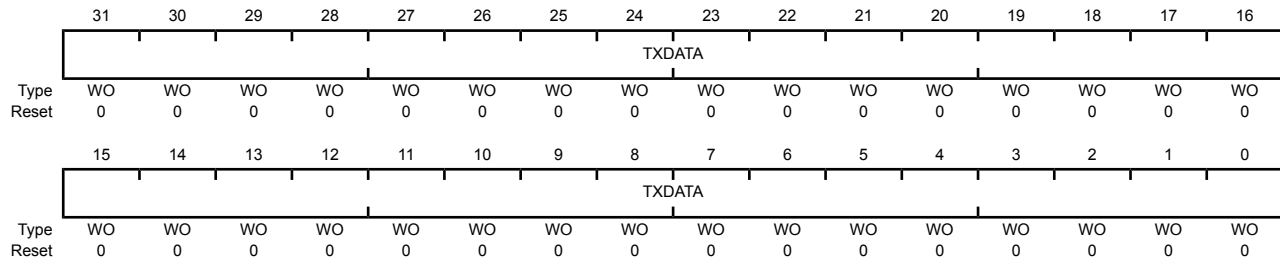 31 30 29 28 27 26 25 24 23 22 21 20 19 18 17 16
TXDATA
Type WO WO WO WO WO WO WO WO WO WO WO WO WO WO WO WO
Reset 0 0 0 0 0 0 0 0 0 0 0 0 0 0 0 0
15 14 13 12 11 10 9 8 7 6 5 4 3 2 1 0
TXDATA
Type WO WO WO WO WO WO WO WO WO WO WO WO WO WO WO WO
Reset 0 0 0 0 0 0 0 0 0 0 0 0 0 0 0 0